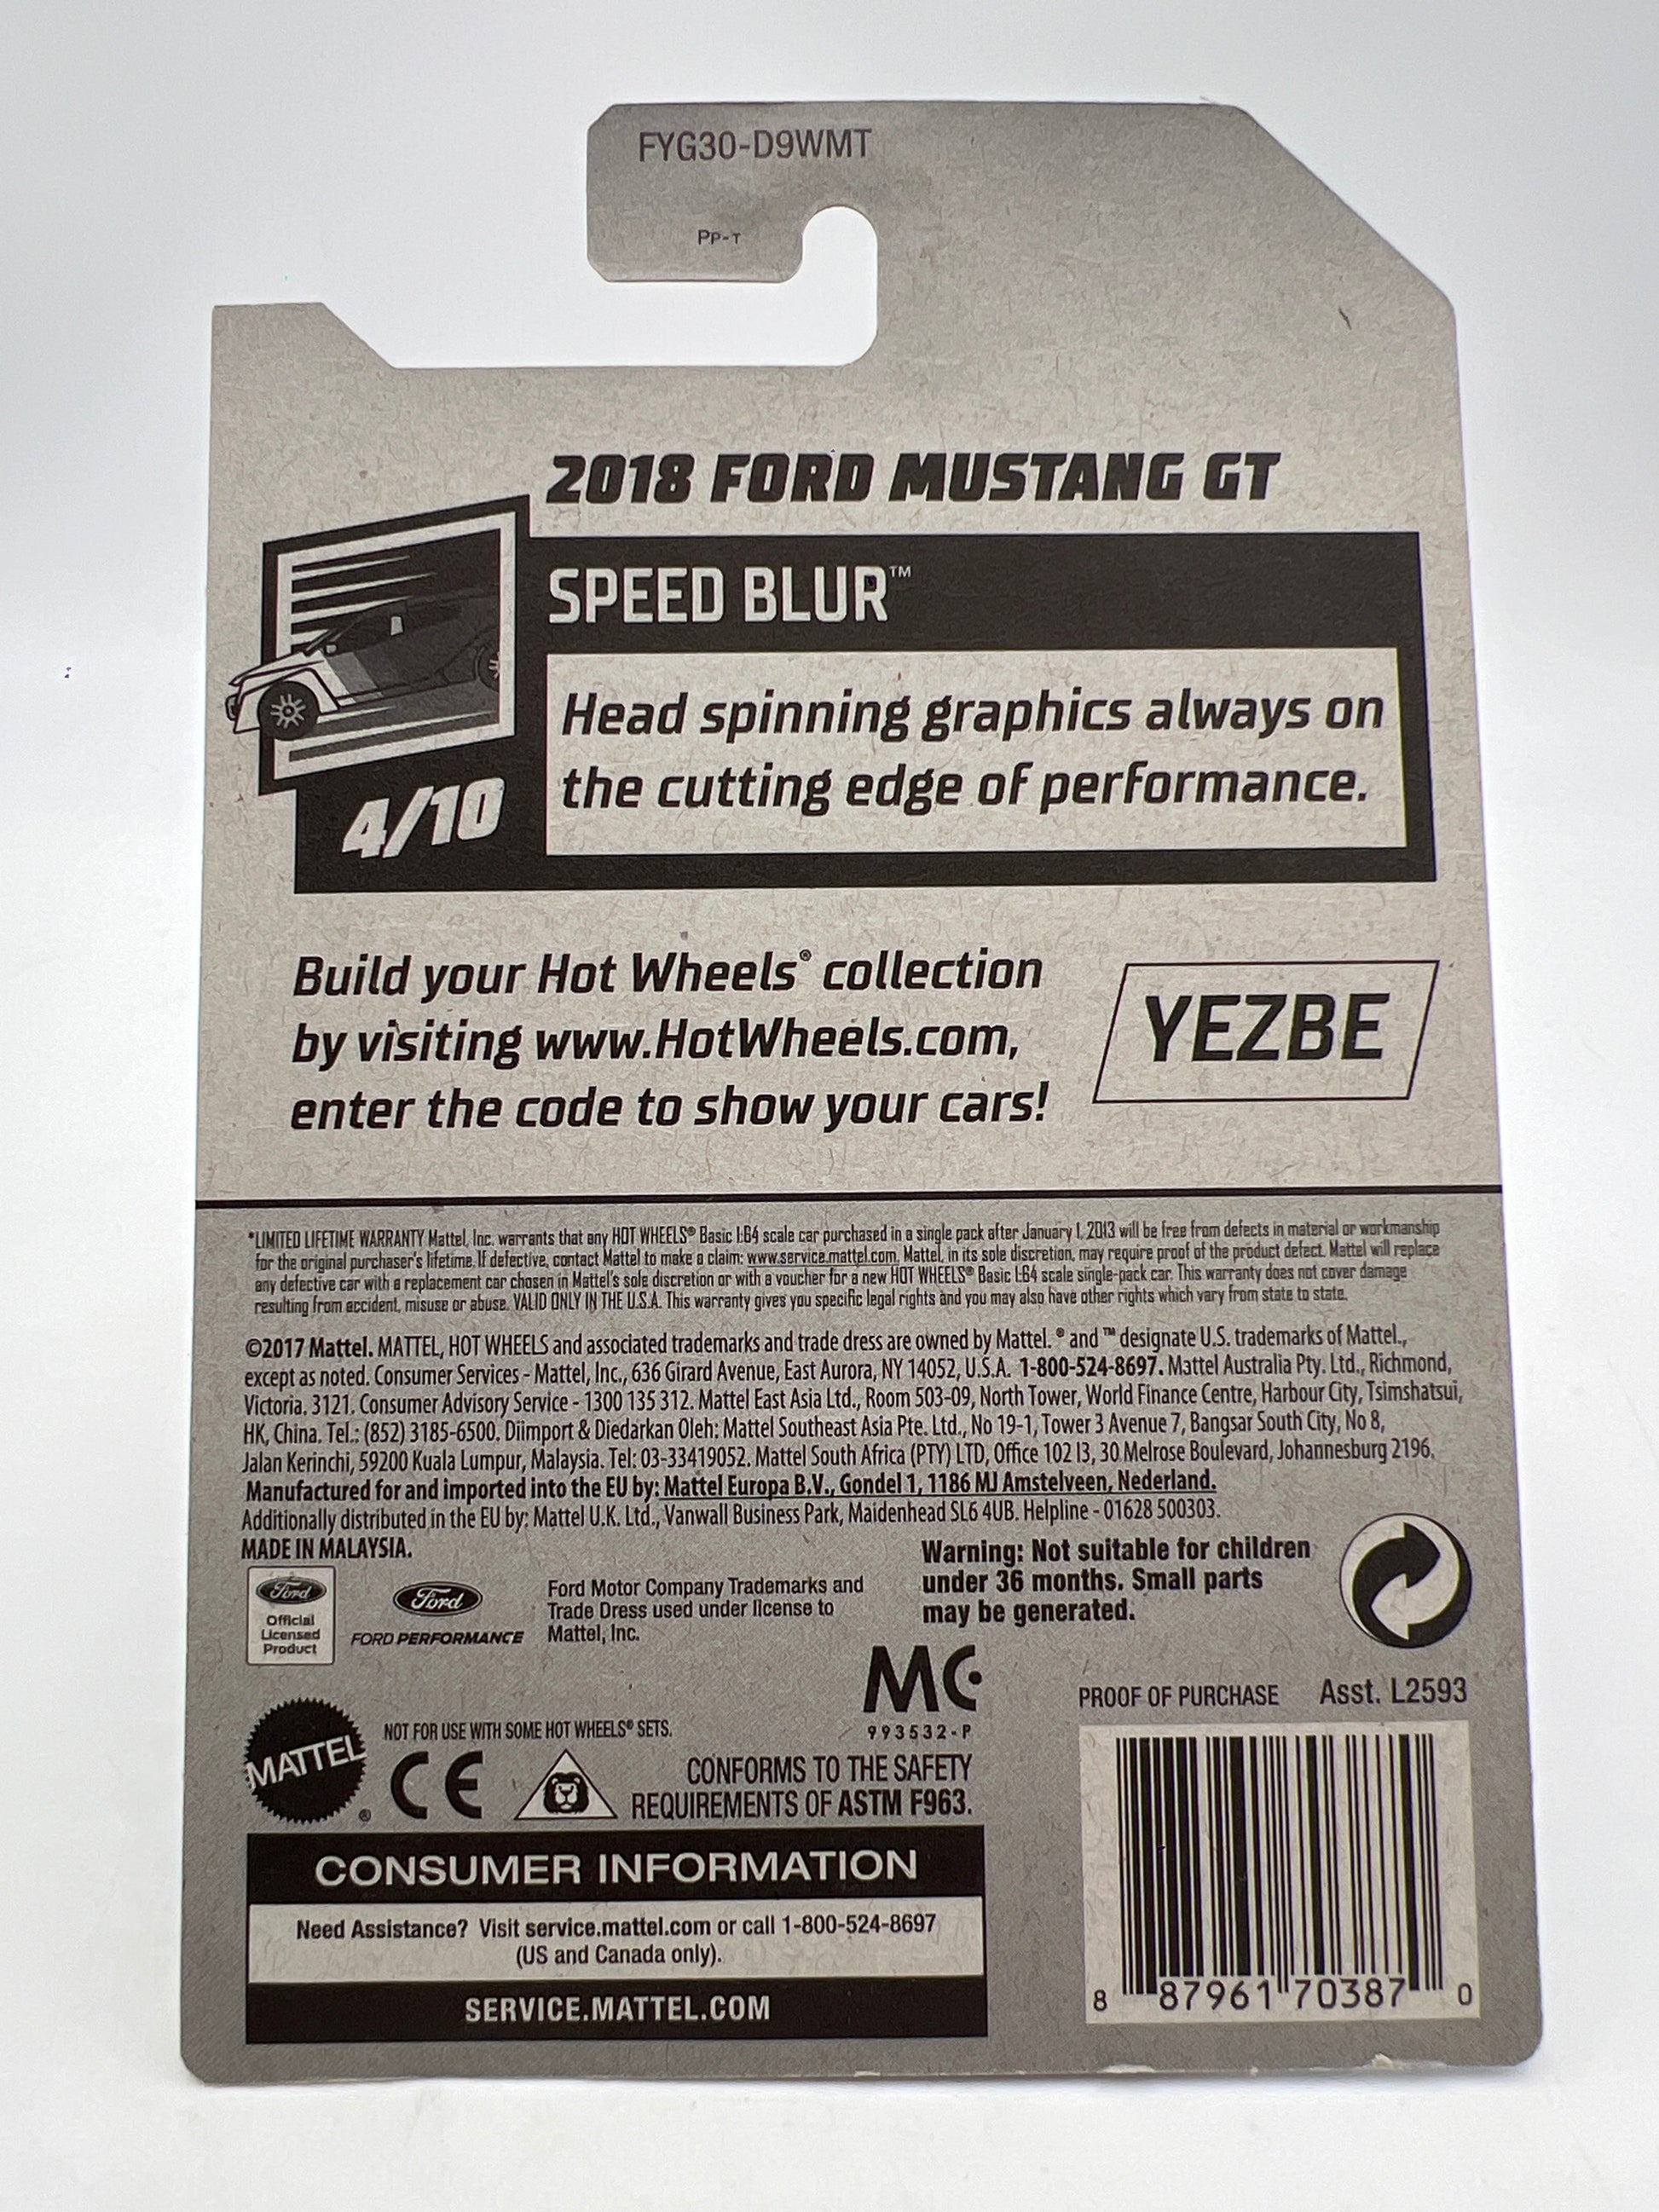 FYG30-D9WMT
PP-T
2018 FORD MUSTANG GT
SPEED BLUR™
Head spinning graphics always on
the cutting edge of performance.
4/10
Build your Hot Wheels® collection
by visiting www.HotWheels.com,
enter the code to show your cars!
YEZBE
*LIMITED LIFETIME WARRANTY Mattel, Inc. warrants that any HOT WHEELS® Basic 1:64 scale car purchased in a single pack after January 1, 2013 will be free from defects in material or workmanship
for the original purchaser's lifetime. If defective, contact Mattel to make a claim: www.service.mattel.com. Mattel, in its sole discretion, may require proof of the product defect. Mattel will replace
any defective car with a replacement car chosen in Mattel's sole discretion or with a voucher for a new HOT WHEELS® Basic 1:64 scale single-pack car. This warranty does not cover damage
resulting from accident, misuse or abuse. VALID ONLY IN THE U.S.A. This warranty gives you specific legal rights and you may also have other rights which vary from state to state.
©2017 Mattel. MATTEL, HOT WHEELS and associated trademarks and trade dress are owned by Mattel. ® and ™ designate U.S. trademarks of Mattel.,
except as noted. Consumer Services - Mattel, Inc., 636 Girard Avenue, East Aurora, NY 14052, U.S.A. 1-800-524-8697. Mattel Australia Pty. Ltd., Richmond,
Victoria. 3121. Consumer Advisory Service - 1300 135 312. Mattel East Asia Ltd., Room 503-09, North Tower, World Finance Centre, Harbour City, Tsimshatsui,
HK, China. Tel.: (852) 3185-6500. Diimport & Diedarkan Oleh: Mattel Southeast Asia Pte. Ltd., No 19-1, Tower 3 Avenue 7, Bangsar South City, No 8,
Jalan Kerinchi, 59200 Kuala Lumpur, Malaysia. Tel: 03-33419052. Mattel South Africa (PTY) LTD, Office 102 I3, 30 Melrose Boulevard, Johannesburg 2196.
Manufactured for and imported into the EU by: Mattel Europa B.V., Gondel 1, 1186 MJ Amstelveen, Nederland.
Additionally distributed in the EU by: Mattel U.K. Ltd., Vanwall Business Park, Maidenhead SL6 4UB. Helpline - 01628 500303.
MADE IN MALAYSIA.
Ford
Official
Licensed
Product
Ford
FORD PERFORMANCE
Ford Motor Company Trademarks and
Trade Dress used under license to
Mattel, Inc.
Warning: Not suitable for children
under 36 months. Small parts
may be generated.
MC
993532-P
PROOF OF PURCHASE Asst. L2593
MATTEL®
NOT FOR USE WITH SOME HOT WHEELS® SETS.
CE
CONFORMS TO THE SAFETY
REQUIREMENTS OF ASTM F963.
CONSUMER INFORMATION
Need Assistance? Visit service.mattel.com or call 1-800-524-8697
(US and Canada only).
SERVICE.MATTEL.COM
8 87961 70387 0